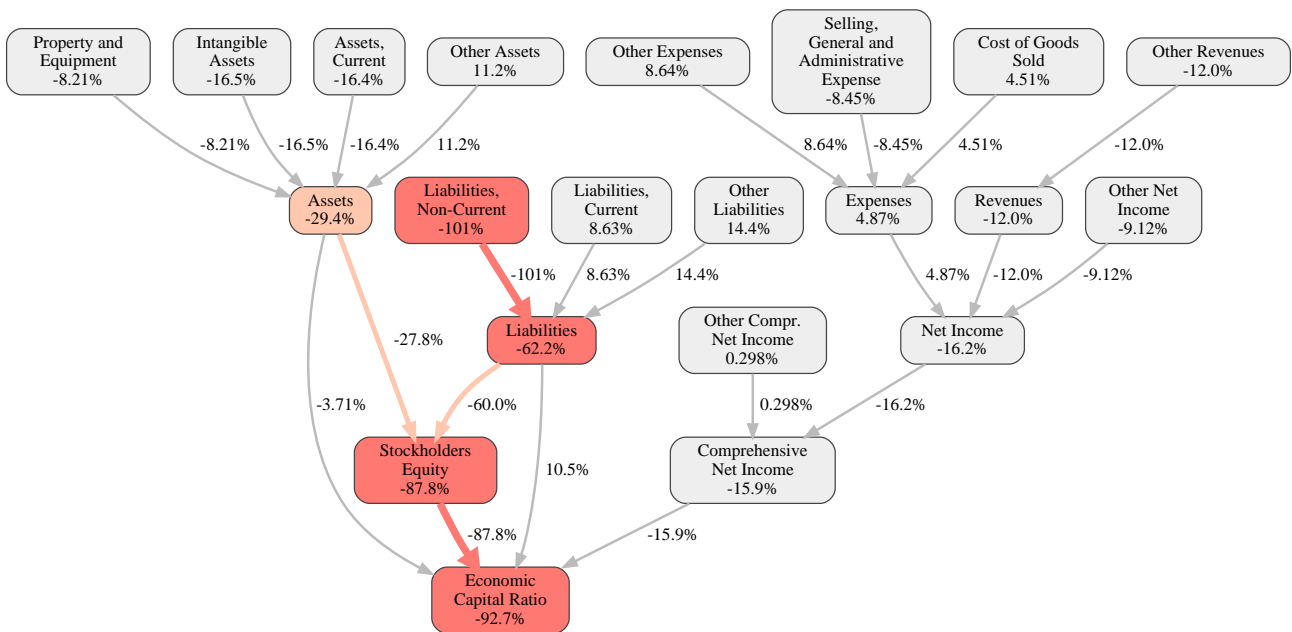 Property and
Equipment
-8.21%
Intangible
Assets
-16.5%
Assets,
Current
-16.4%
Other Assets
11.2%
Other Expenses
8.64%
Selling,
General and
Administrative
Expense
-8.45%
Cost of Goods
Sold
4.51%
Other Revenues
-12.0%
-8.21%
-16.5%
-16.4%
11.2%
8.64%
-8.45%
4.51%
-12.0%
Assets
-29.4%
Liabilities,
Non-Current
-101%
Liabilities,
Current
8.63%
Other
Liabilities
14.4%
Expenses
4.87%
Revenues
-12.0%
Other Net
Income
-9.12%
-101%
8.63%
14.4%
4.87%
-12.0%
-9.12%
Liabilities
-62.2%
Other Compr.
Net Income
0.298%
Net Income
-16.2%
-27.8%
-3.71%
-60.0%
0.298%
-16.2%
Stockholders
Equity
-87.8%
10.5%
Comprehensive
Net Income
-15.9%
-87.8%
-15.9%
Economic
Capital Ratio
-92.7%